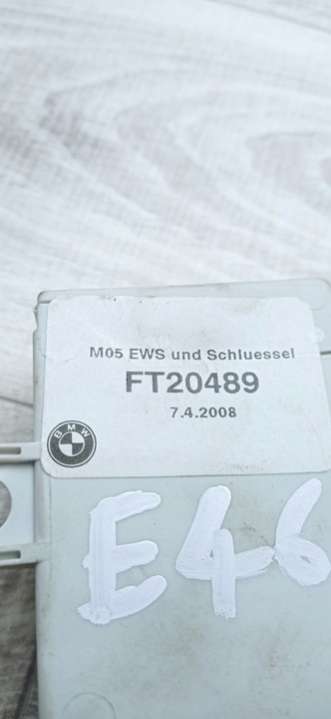 M05 EWS und Schluessel
FT20489
7.4.2008
BMW
E46